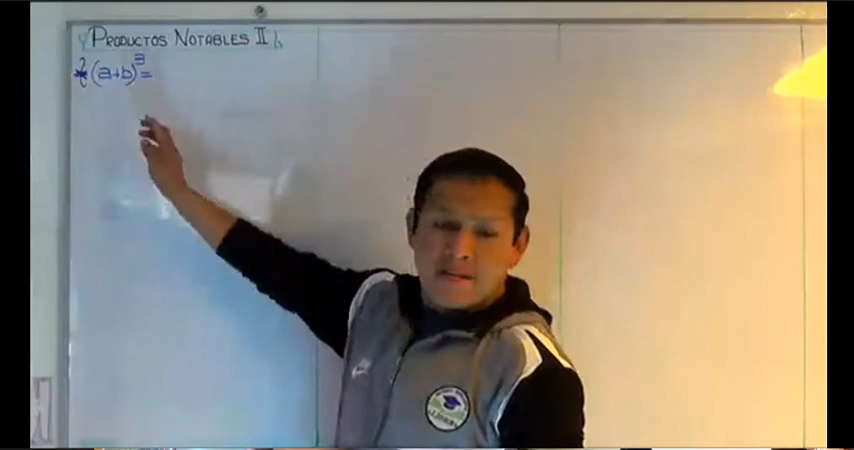 PRODUCTOS NOTABLES II
* (a+b)³=